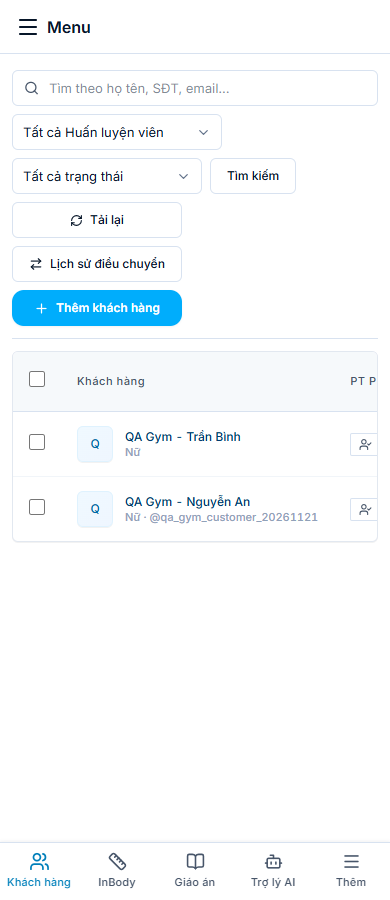 Menu
Tìm theo họ tên, SĐT, email...
Tất cả Huấn luyện viên
Tất cả trạng thái
Tìm kiếm
Tải lại
Lịch sử điều chuyển
Thêm khách hàng
Khách hàng PT P
Q QA Gym - Trần Bình
Nữ
Q QA Gym - Nguyễn An
Nữ · @qa_gym_customer_20261121
Khách hàng InBody Giáo án Trợ lý AI Thêm